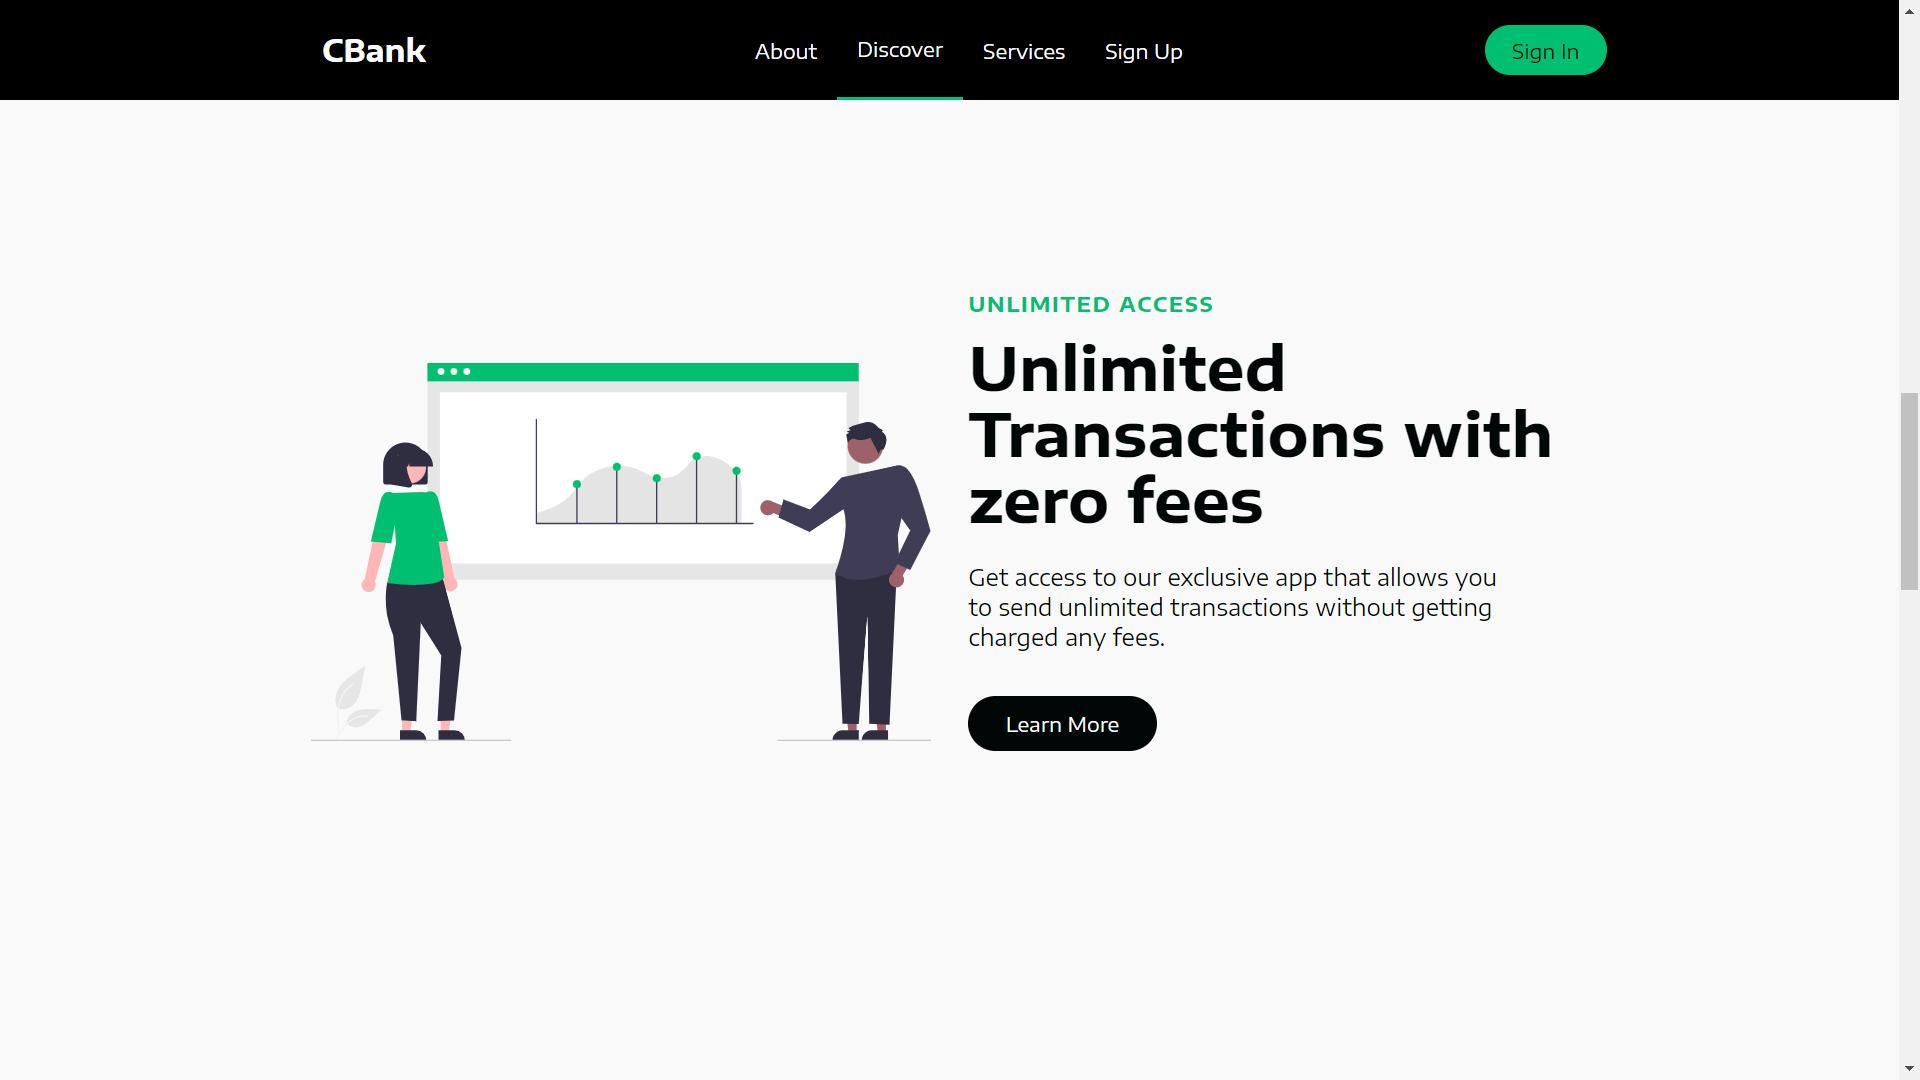 CBank
About
Discover
Services
Sign Up
Sign In
UNLIMITED ACCESS
Unlimited
Transactions with
zero fees
Get access to our exclusive app that allows you
to send unlimited transactions without getting
charged any fees.
Learn More